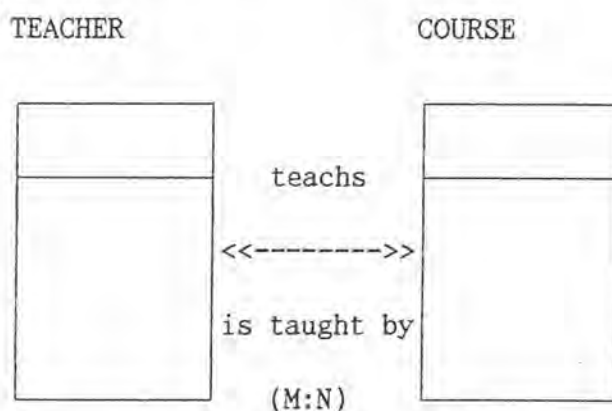 TEACHER COURSE
teachs
<<-------->>
is taught by
(M:N)